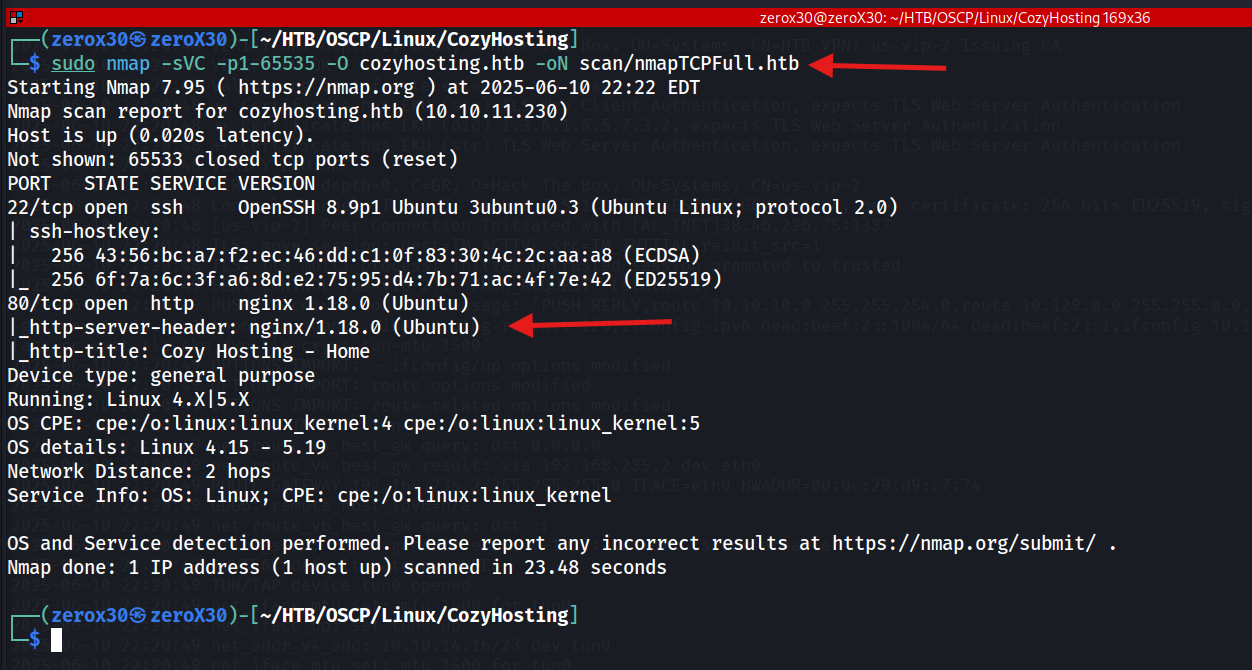 zerox30@zeroX30: ~/HTB/OSCP/Linux/CozyHosting 169x36
┌──(zerox30㉿zeroX30)-[~/HTB/OSCP/Linux/CozyHosting]
└─$ sudo nmap -sVC -p1-65535 -O cozyhosting.htb -oN scan/nmapTCPFull.htb
Starting Nmap 7.95 ( https://nmap.org ) at 2025-06-10 22:22 EDT
Nmap scan report for cozyhosting.htb (10.10.11.230)
Host is up (0.020s latency).
Not shown: 65533 closed tcp ports (reset)
PORT   STATE SERVICE VERSION
22/tcp open  ssh     OpenSSH 8.9p1 Ubuntu 3ubuntu0.3 (Ubuntu Linux; protocol 2.0)
| ssh-hostkey:
|   256 43:56:bc:a7:f2:ec:46:dd:c1:0f:83:30:4c:2c:aa:a8 (ECDSA)
|_  256 6f:7a:6c:3f:a6:8d:e2:75:95:d4:7b:71:ac:4f:7e:42 (ED25519)
80/tcp open  http    nginx 1.18.0 (Ubuntu)
|_http-server-header: nginx/1.18.0 (Ubuntu)
|_http-title: Cozy Hosting - Home
Device type: general purpose
Running: Linux 4.X|5.X
OS CPE: cpe:/o:linux:linux_kernel:4 cpe:/o:linux:linux_kernel:5
OS details: Linux 4.15 - 5.19
Network Distance: 2 hops
Service Info: OS: Linux; CPE: cpe:/o:linux:linux_kernel
OS and Service detection performed. Please report any incorrect results at https://nmap.org/submit/ .
Nmap done: 1 IP address (1 host up) scanned in 23.48 seconds
┌──(zerox30㉿zeroX30)-[~/HTB/OSCP/Linux/CozyHosting]
└─$